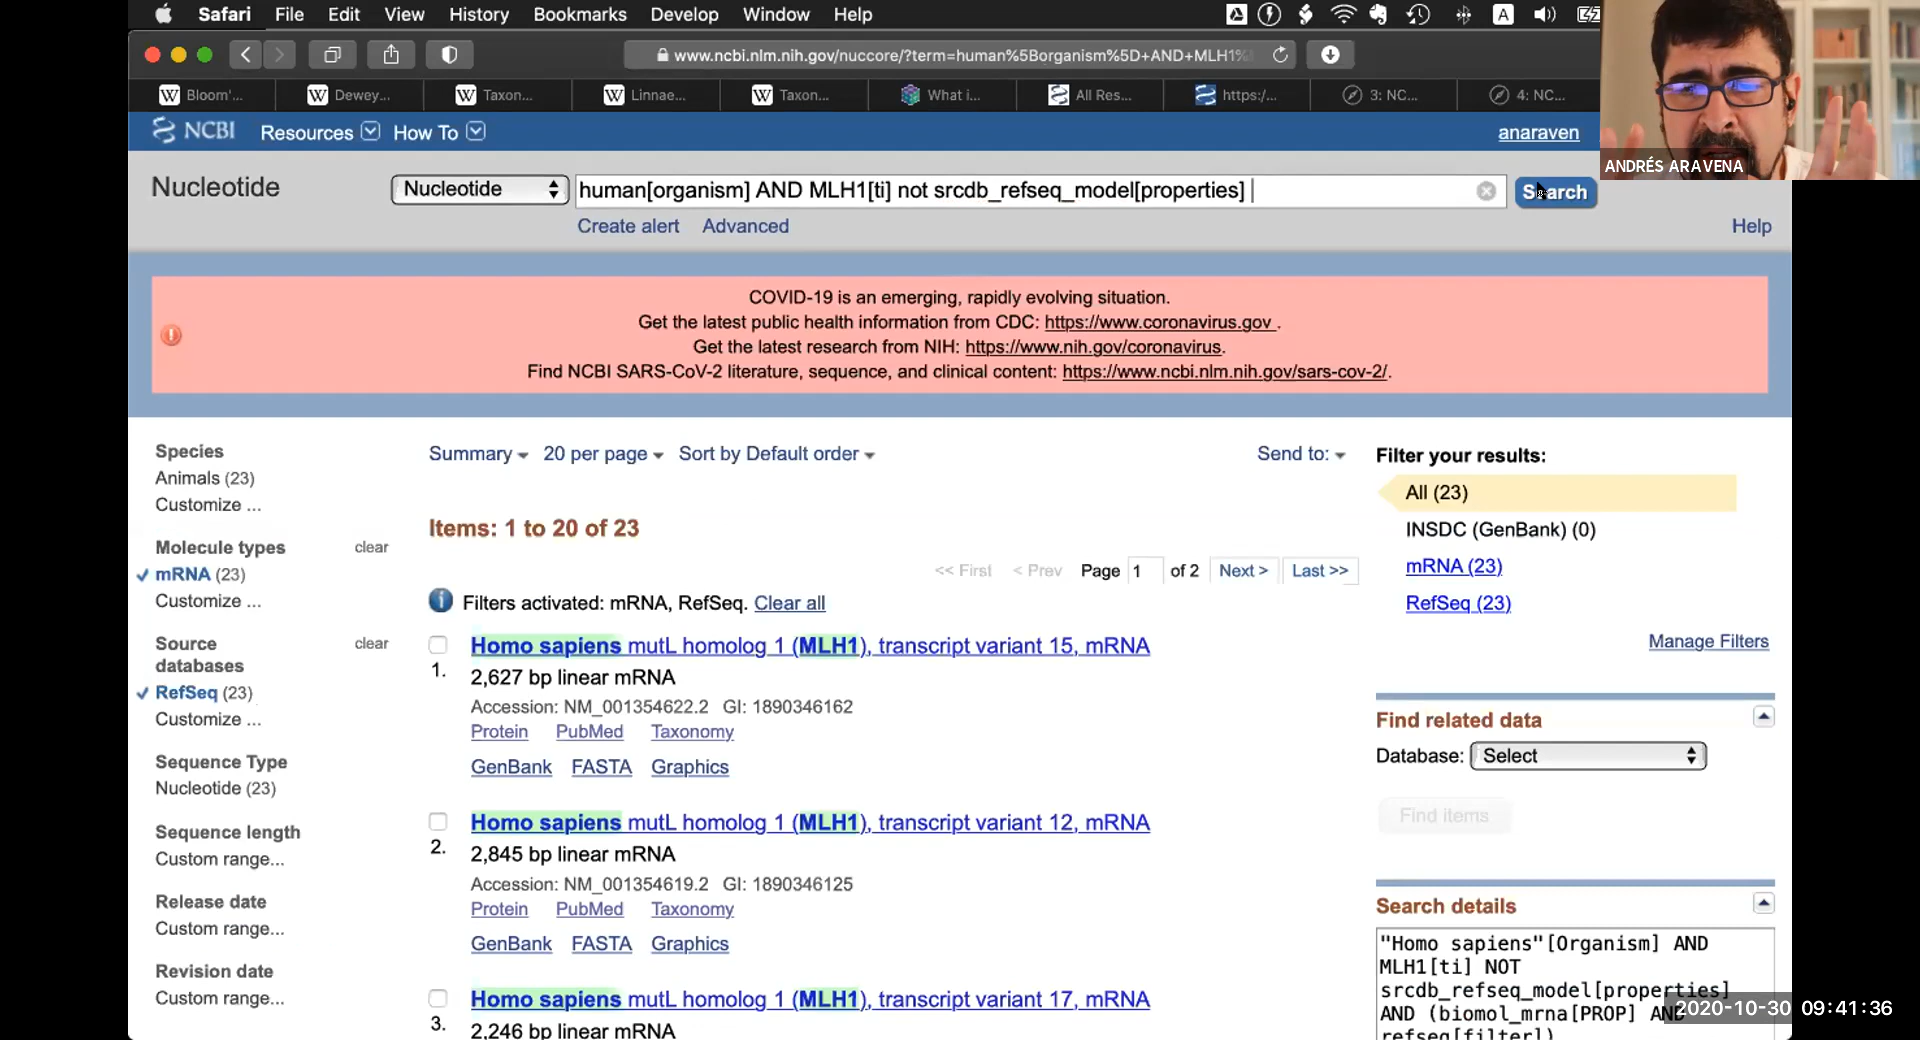 Safari File Edit View History Bookmarks Develop Window Help A
www.ncbi.nlm.nih.gov/nuccore/?term=human%5Borganism%5D+AND+MLH1%
W Bloom'... W Dewey... W Taxon... W Linnae... W Taxon... What i... All Res... https:/... 3: NC... 4: NC...
NCBI Resources How To anaraven
ANDRÉS ARAVENA
Nucleotide Nucleotide human[organism] AND MLH1[ti] not srcdb_refseq_model[properties] Search
Create alert Advanced Help
COVID-19 is an emerging, rapidly evolving situation.
Get the latest public health information from CDC: https://www.coronavirus.gov .
Get the latest research from NIH: https://www.nih.gov/coronavirus.
Find NCBI SARS-CoV-2 literature, sequence, and clinical content: https://www.ncbi.nlm.nih.gov/sars-cov-2/.
Species
Animals (23)
Customize ...
Molecule types clear
mRNA (23)
Customize ...
Source databases clear
RefSeq (23)
Customize ...
Sequence Type
Nucleotide (23)
Sequence length
Custom range...
Release date
Custom range...
Revision date
Custom range...
Summary 20 per page Sort by Default order Send to:
Items: 1 to 20 of 23
<< First < Prev Page 1 of 2 Next > Last >>
Filters activated: mRNA, RefSeq. Clear all
Homo sapiens mutL homolog 1 (MLH1), transcript variant 15, mRNA
1. 2,627 bp linear mRNA
Accession: NM_001354622.2 GI: 1890346162
Protein PubMed Taxonomy
GenBank FASTA Graphics
Homo sapiens mutL homolog 1 (MLH1), transcript variant 12, mRNA
2. 2,845 bp linear mRNA
Accession: NM_001354619.2 GI: 1890346125
Protein PubMed Taxonomy
GenBank FASTA Graphics
Homo sapiens mutL homolog 1 (MLH1), transcript variant 17, mRNA
3. 2,246 bp linear mRNA
Filter your results:
All (23)
INSDC (GenBank) (0)
mRNA (23)
RefSeq (23)
Manage Filters
Find related data
Database: Select
Find items
Search details
"Homo sapiens"[Organism] AND
MLH1[ti] NOT
srcdb_refseq_model[properties]
AND (biomol_mrna[PROP] AND
refseq[filter])
2020-10-30 09:41:36